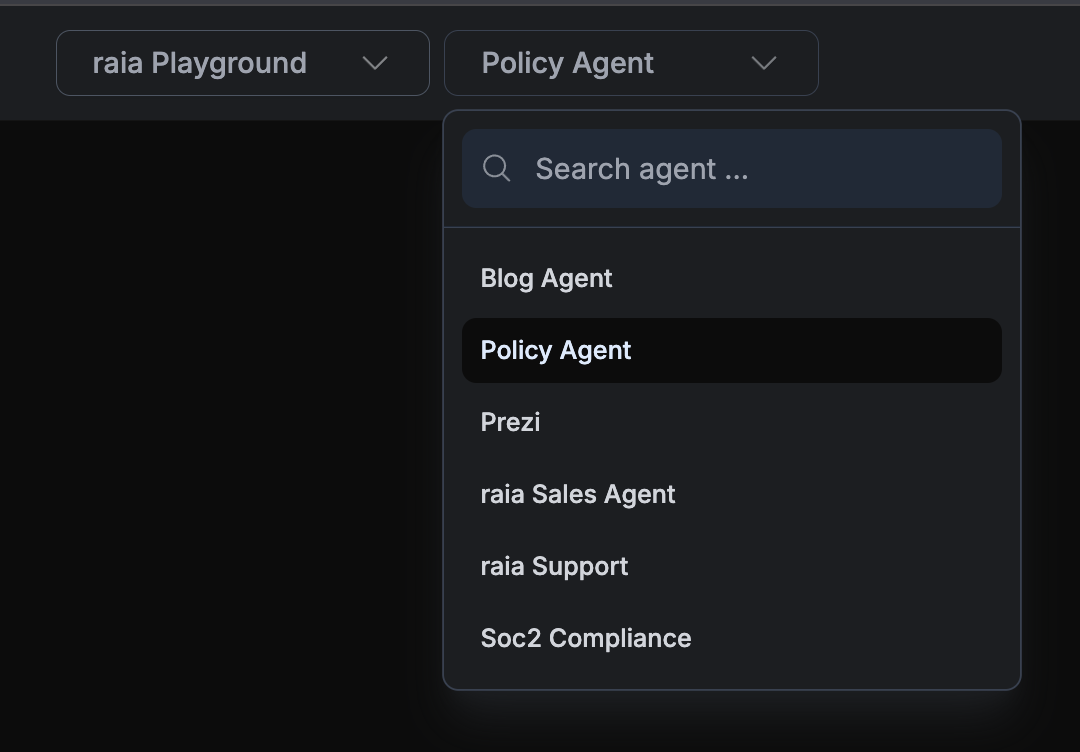 raia Playground
Policy Agent
Search agent ...
Blog Agent
Policy Agent
Prezi
raia Sales Agent
raia Support
Soc2 Compliance